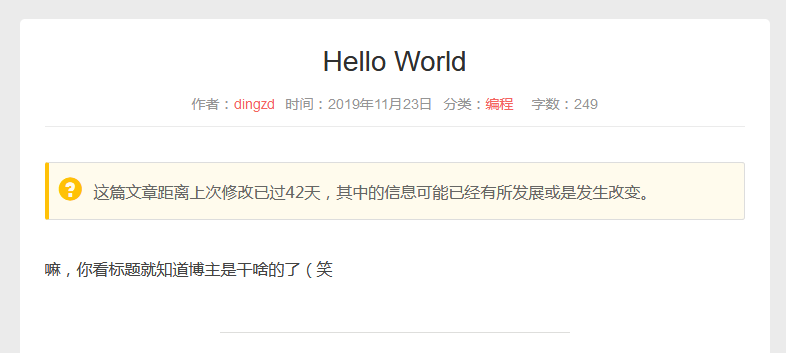 Hello World
作者：dingzd 时间：2019年11月23日 分类：编程 字数：249
这篇文章距离上次修改已过42天，其中的信息可能已经有所发展或是发生改变。
嘛，你看标题就知道博主是干啥的了（笑